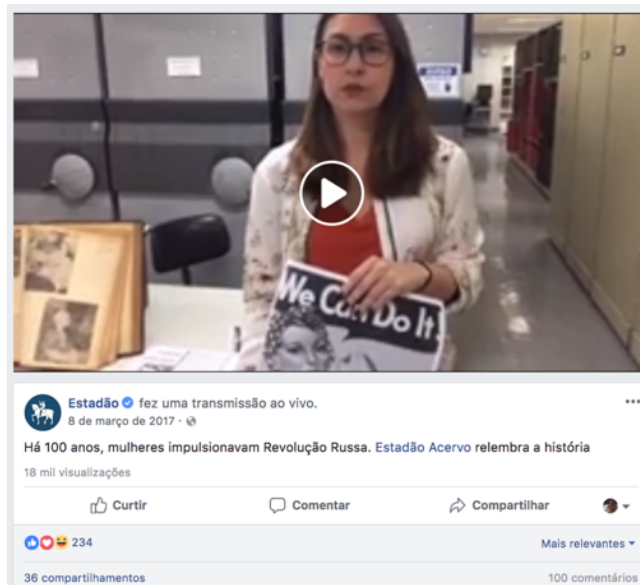 We Can Do It!
Estadão fez uma transmissão ao vivo.
8 de março de 2017 ·
Há 100 anos, mulheres impulsionavam Revolução Russa. Estadão Acervo relembra a história
18 mil visualizações
Curtir Comentar Compartilhar
234 Mais relevantes
36 compartilhamentos 100 comentários